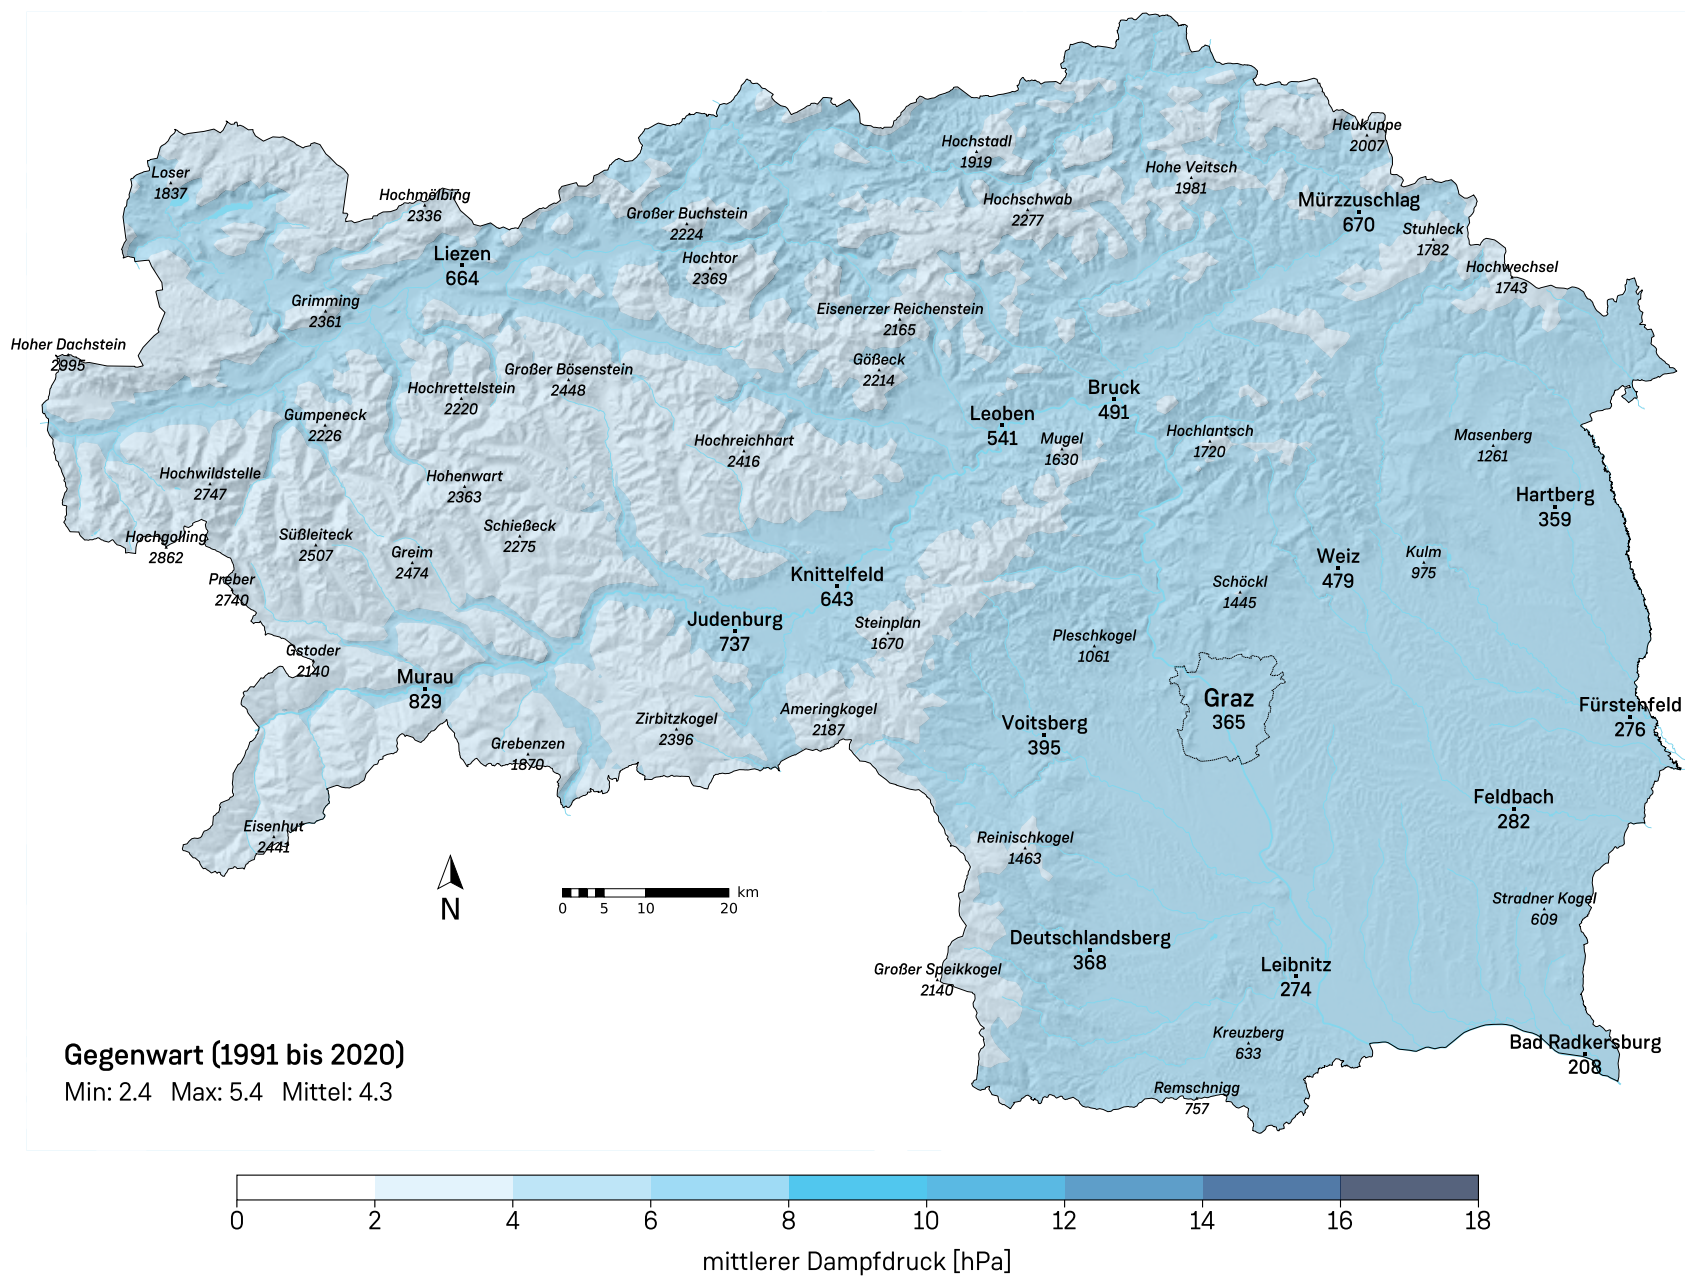 Heukuppe
2007
Hochstadl
1919
Hohe Veitsch
1981
Loser
1837
Hochmölbing
2336
Hochschwab
2277
Mürzzuschlag
670
Großer Buchstein
2224
Stuhleck
1782
Liezen
664
Hochtor
2369
Hochwechsel
1743
Grimming
2361
Eisenerzer Reichenstein
2165
Hoher Dachstein
2995
Gößeck
2214
Großer Bösenstein
2448
Hochrettelstein
2220
Bruck
491
Gumpeneck
2226
Leoben
541
Hochreichhart
2416
Mugel
1630
Hochlantsch
1720
Masenberg
1261
Hochwildstelle
2747
Hohenwart
2363
Hartberg
359
Schießeck
2275
Hochgolling
2862
Süßleiteck
2507
Greim
2474
Weiz
479
Kulm
975
Preber
2740
Knittelfeld
643
Schöckl
1445
Judenburg
737
Steinplan
1670
Pleschkogel
1061
Gstoder
2140
Murau
829
Graz
365
Fürstenfeld
276
Zirbitzkogel
2396
Ameringkogel
2187
Voitsberg
395
Grebenzen
1870
Feldbach
282
Eisenhut
2441
Reinischkogel
1463
N
0 5 10 20 km
Stradner Kogel
609
Deutschlandsberg
368
Großer Speikkogel
2140
Leibnitz
274
Kreuzberg
633
Bad Radkersburg
208
Remschnigg
757
Gegenwart (1991 bis 2020)
Min: 2.4 Max: 5.4 Mittel: 4.3
0 2 4 6 8 10 12 14 16 18
mittlerer Dampfdruck [hPa]